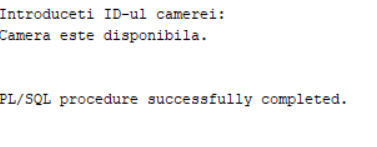 Introduceti ID-ul camerei:
Camera este disponibila.
PL/SQL procedure successfully completed.